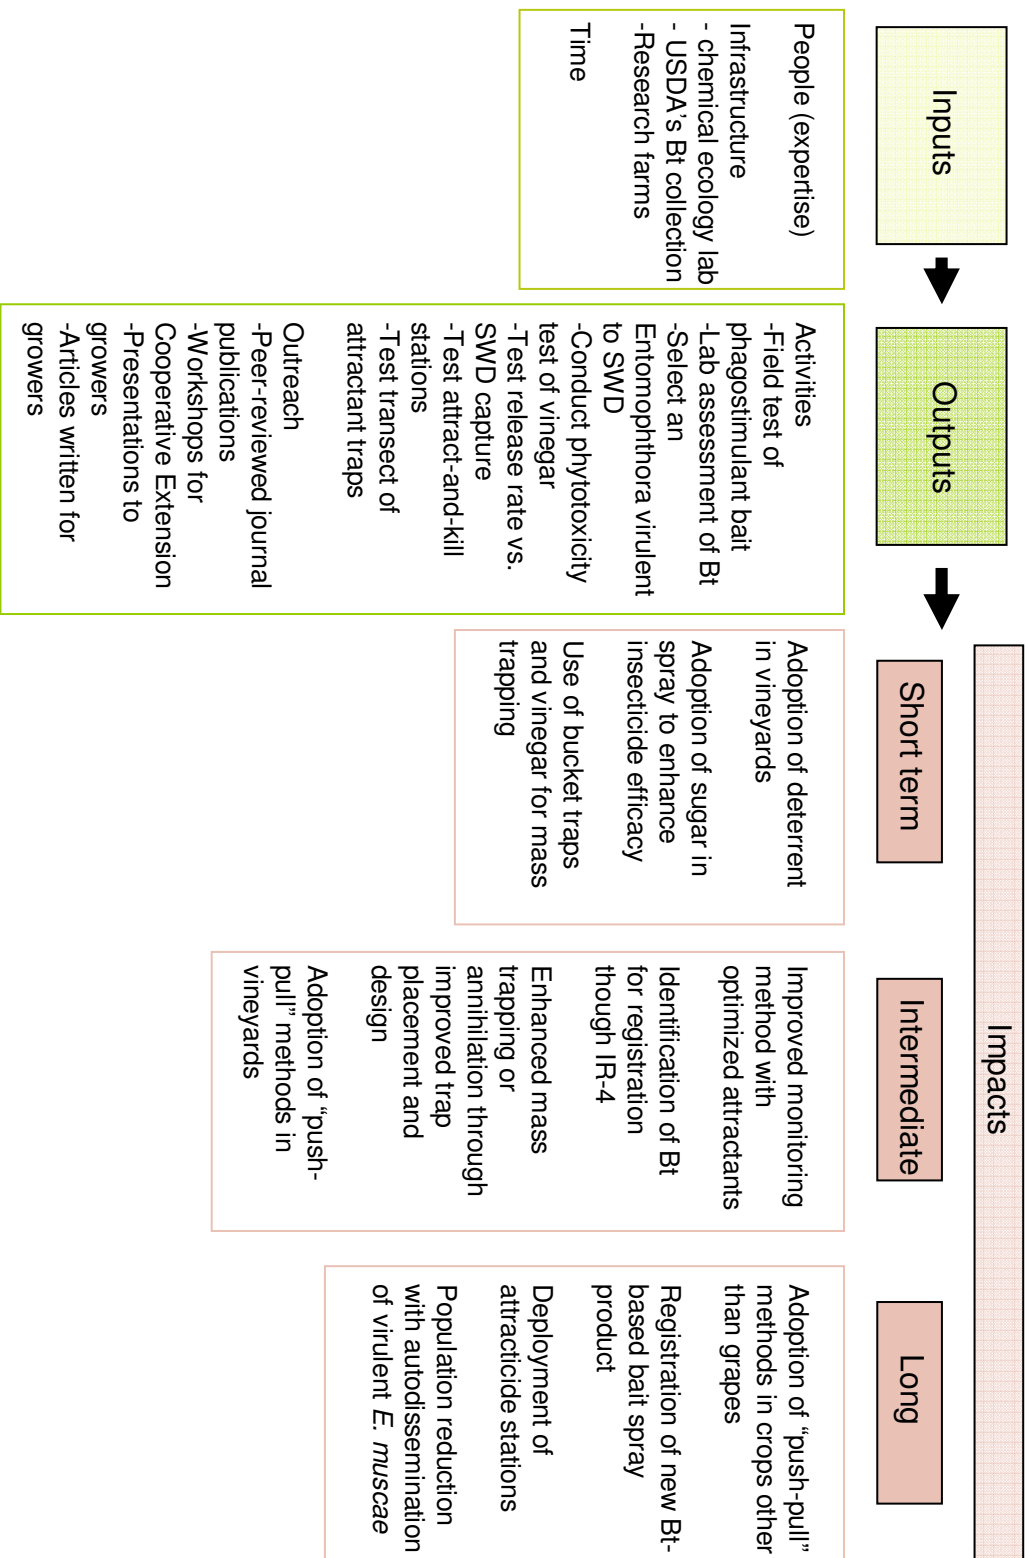 Inputs
People (expertise)
Infrastructure
- chemical ecology lab
- USDA's Bt collection
-Research farms
Time
Outputs
Activities
-Field test of
phagostimulant bait
-Lab assessment of Bt
-Select an
Entomophthora virulent
to SWD
-Conduct phytotoxicity
test of vinegar
-Test release rate vs.
SWD capture
-Test attract-and-kill
stations
-Test transect of
attractant traps
Outreach
-Peer-reviewed journal
publications
-Workshops for
Cooperative Extension
-Presentations to
growers
-Articles written for
growers
Impacts
Short term
Adoption of deterrent
in vineyards
Adoption of sugar in
spray to enhance
insecticide efficacy
Use of bucket traps
and vinegar for mass
trapping
Intermediate
Improved monitoring
method with
optimized attractants
Identification of Bt
for registration
though IR-4
Enhanced mass
trapping or
annihilation through
improved trap
placement and
design
Adoption of “push-
pull” methods in
vineyards
Long
Adoption of “push-pull”
methods in crops other
than grapes
Registration of new Bt-
based bait spray
product
Deployment of
attracticide stations
Population reduction
with autodissemination
of virulent E. muscae